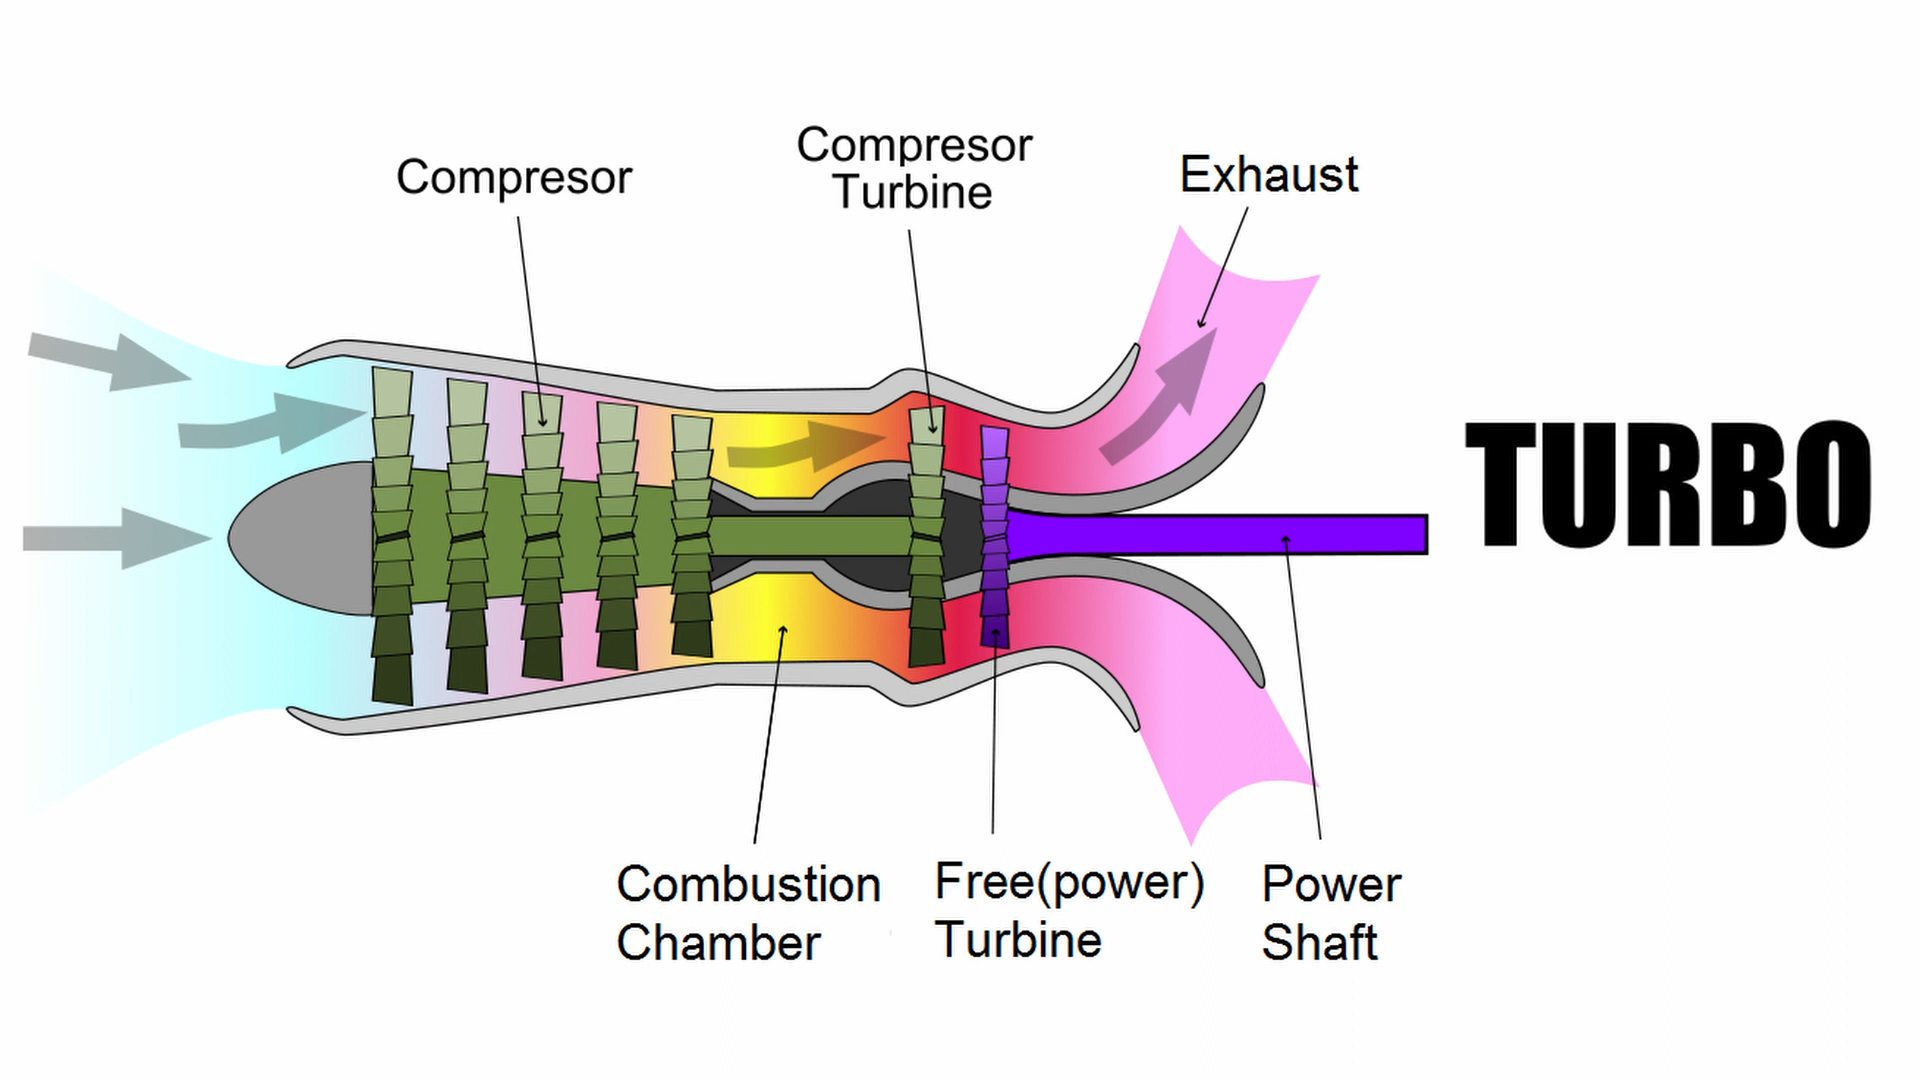 Compresor
Compresor
Turbine
Exhaust
TURBO
Combustion
Chamber
Free(power)
Turbine
Power
Shaft